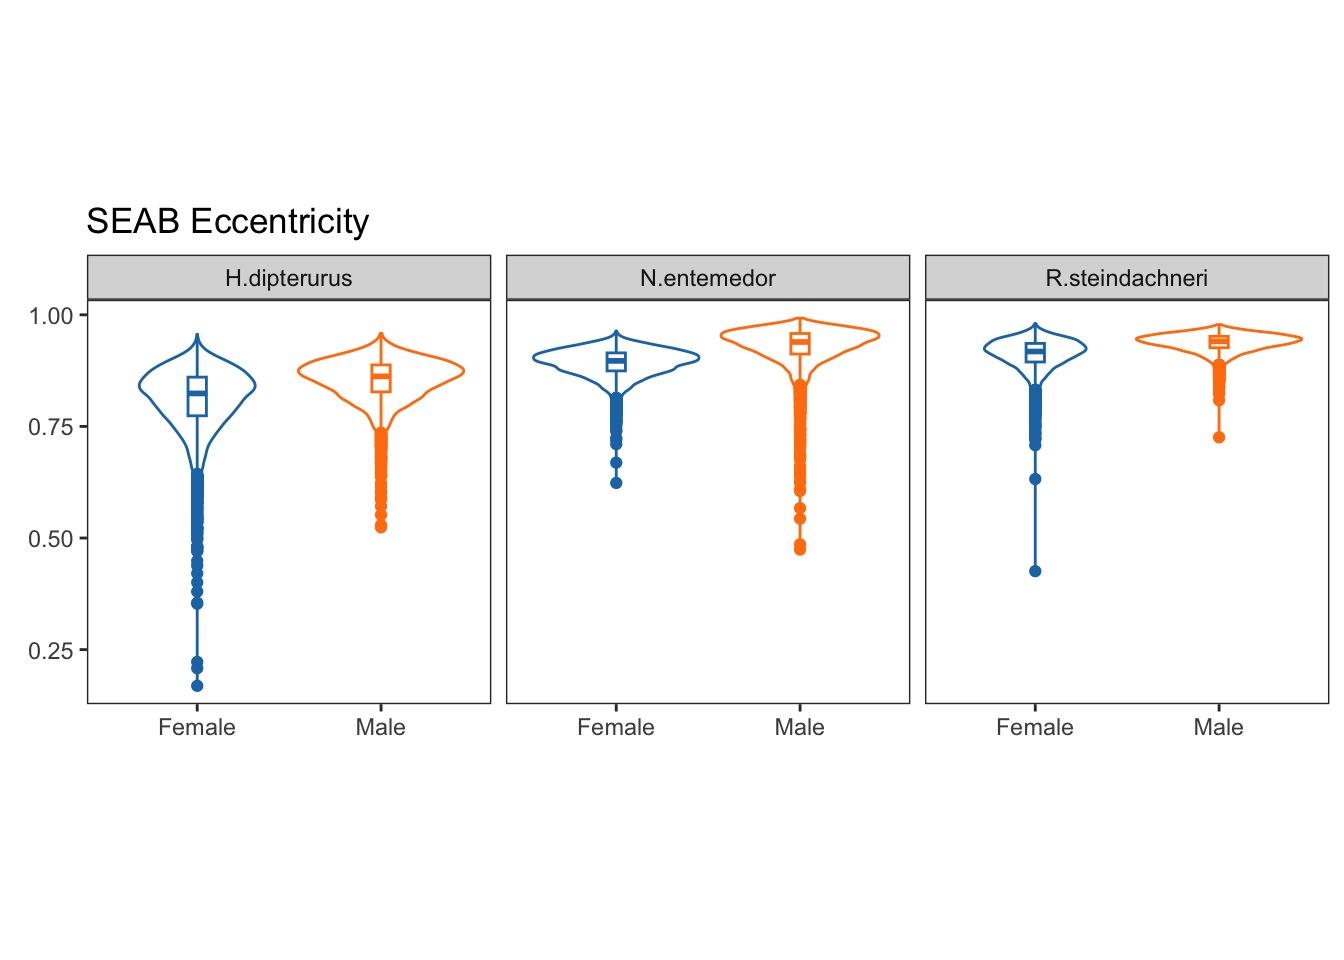 SEAB Eccentricity
H.dipterurus N.entemedor R.steindachneri
1.00
0.75
0.50
0.25
Female Male Female Male Female Male